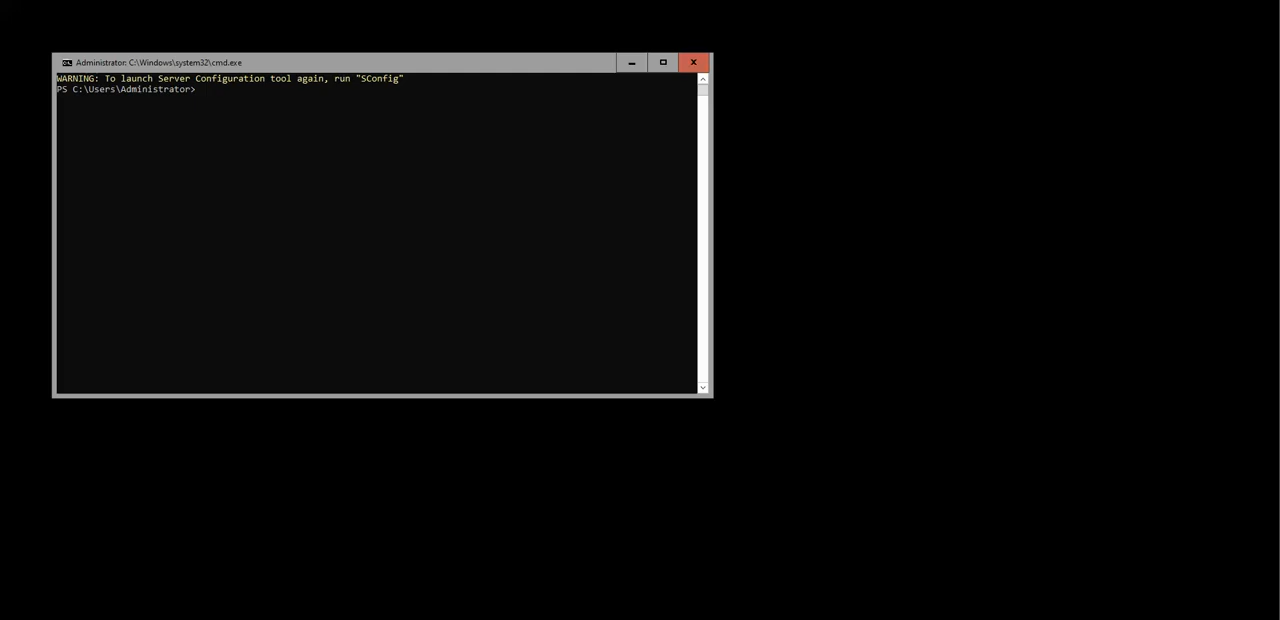 Administrator: C:\Windows\system32\cmd.exe
WARNING: To launch Server Configuration tool again, run "SConfig"
PS C:\Users\Administrator>